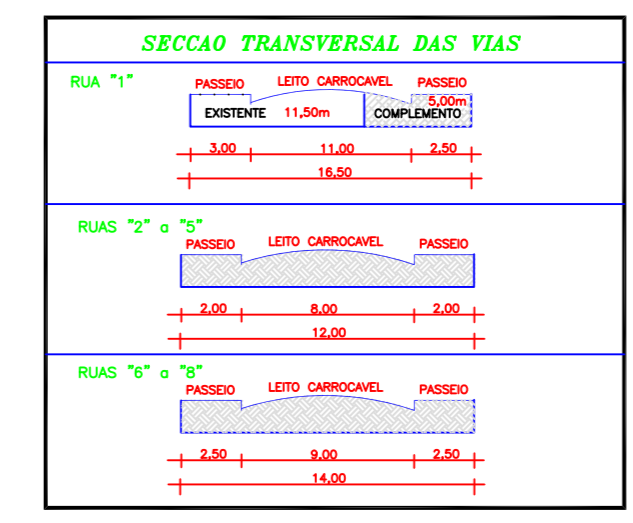 SECCAO TRANSVERSAL DAS VIAS
RUA "1"
PASSEIO LEITO CARROCAVEL PASSEIO
5,00m
EXISTENTE 11,50m COMPLEMENTO
3,00 11,00 2,50
16,50
RUAS "2" a "5"
PASSEIO LEITO CARROCAVEL PASSEIO
2,00 8,00 2,00
12,00
RUAS "6" a "8"
PASSEIO LEITO CARROCAVEL PASSEIO
2,50 9,00 2,50
14,00